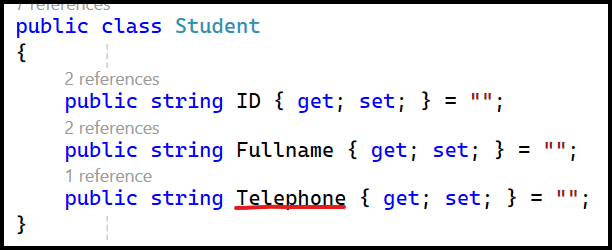 7 references
public class Student
{
2 references
public string ID { get; set; } = "";
2 references
public string Fullname { get; set; } = "";
1 reference
public string Telephone { get; set; } = "";
}